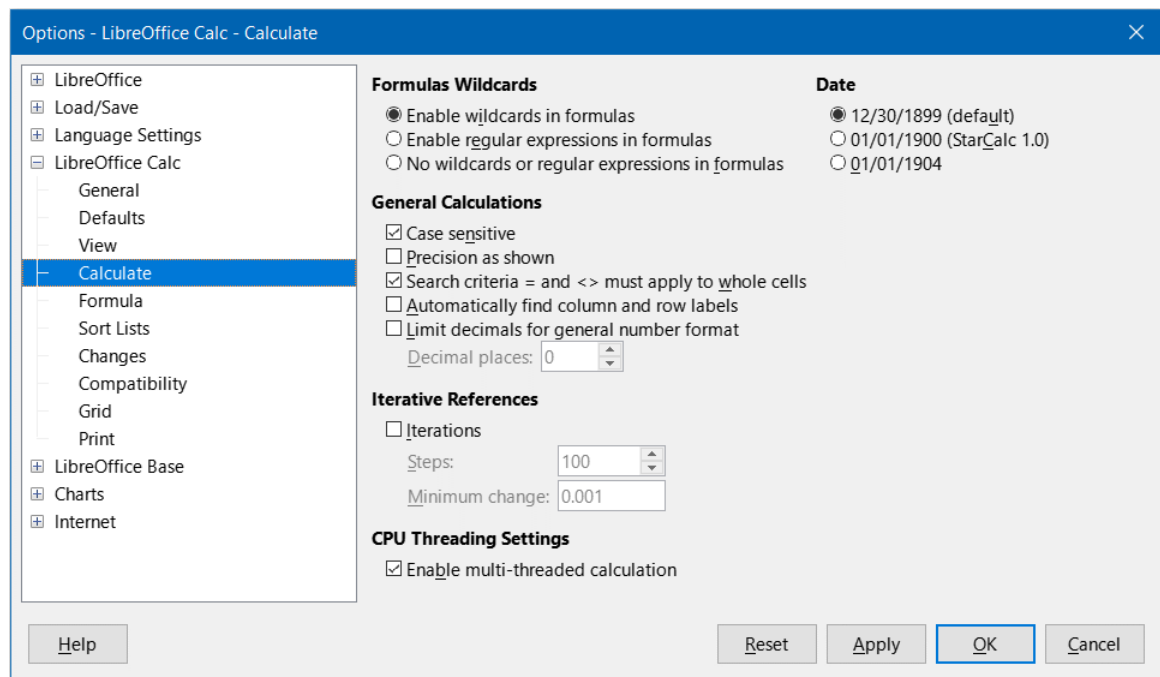 Options - LibreOffice Calc - Calculate
LibreOffice
Load/Save
Language Settings
LibreOffice Calc
General
Defaults
View
Calculate
Formula
Sort Lists
Changes
Compatibility
Grid
Print
LibreOffice Base
Charts
Internet
Formulas Wildcards
Enable wildcards in formulas
Enable regular expressions in formulas
No wildcards or regular expressions in formulas
Date
12/30/1899 (default)
01/01/1900 (StarCalc 1.0)
01/01/1904
General Calculations
Case sensitive
Precision as shown
Search criteria = and <> must apply to whole cells
Automatically find column and row labels
Limit decimals for general number format
Decimal places: 0
Iterative References
Iterations
Steps: 100
Minimum change: 0.001
CPU Threading Settings
Enable multi-threaded calculation
Help
Reset
Apply
OK
Cancel